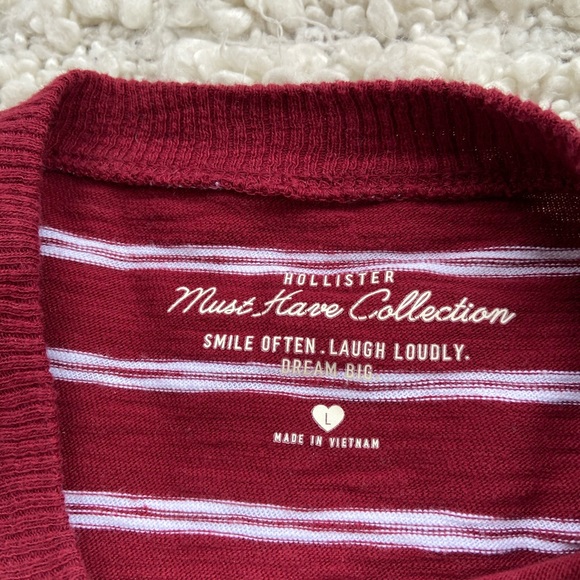 HOLLISTER
Must Have Collection
SMILE OFTEN. LAUGH LOUDLY.
DREAM BIG
L
MADE IN VIETNAM